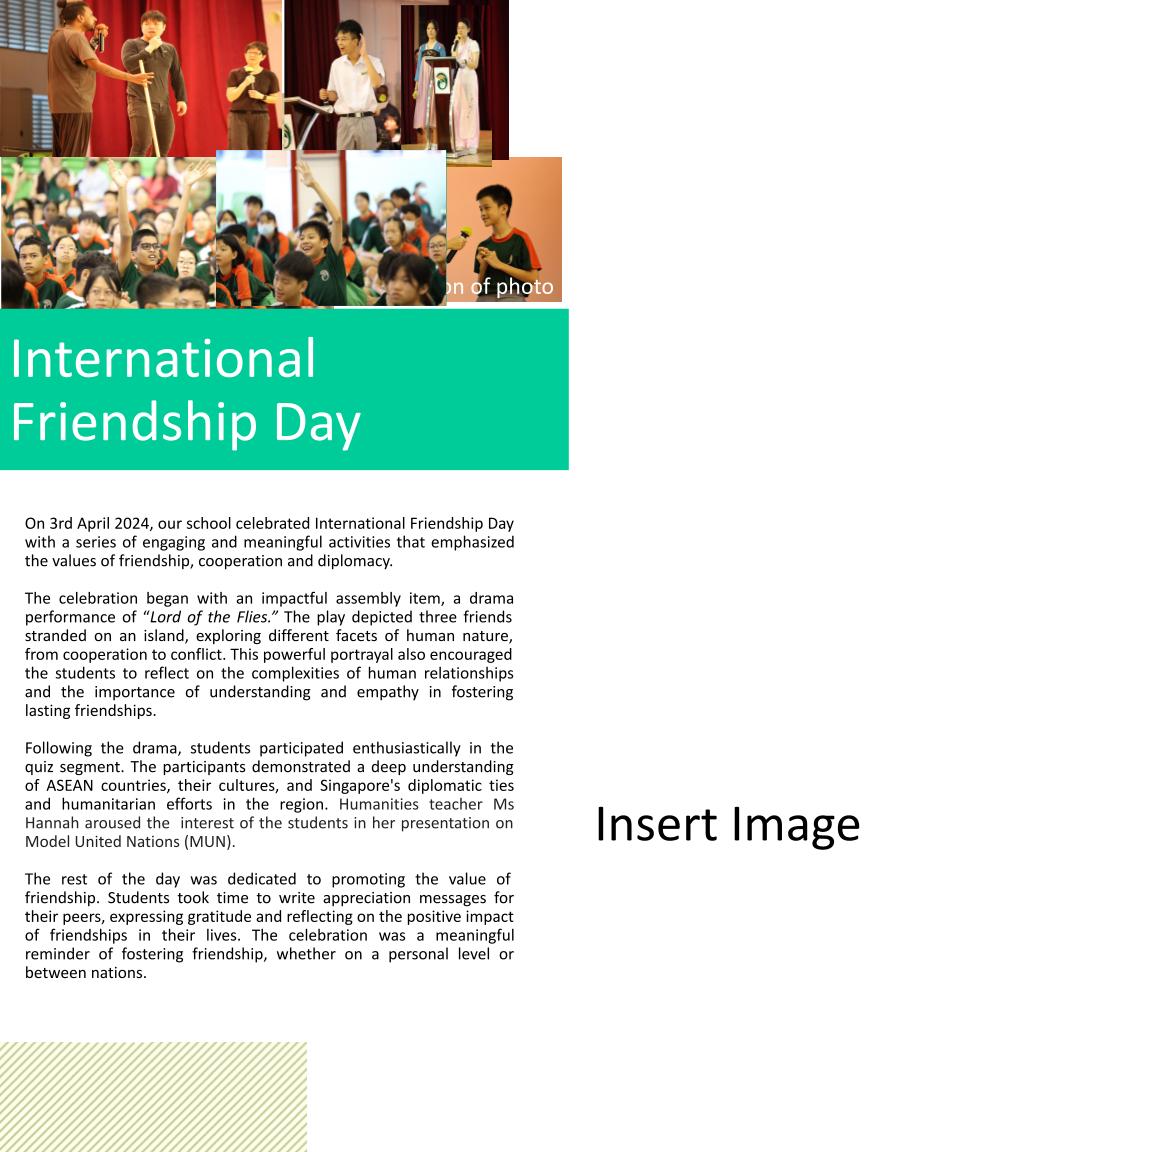 on of photo
International
Friendship Day
On 3rd April 2024, our school celebrated International Friendship Day
with a series of engaging and meaningful activities that emphasized
the values of friendship, cooperation and diplomacy.
The celebration began with an impactful assembly item, a drama
performance of “Lord of the Flies.” The play depicted three friends
stranded on an island, exploring different facets of human nature,
from cooperation to conflict. This powerful portrayal also encouraged
the students to reflect on the complexities of human relationships
and the importance of understanding and empathy in fostering
lasting friendships.
Following the drama, students participated enthusiastically in the
quiz segment. The participants demonstrated a deep understanding
of ASEAN countries, their cultures, and Singapore's diplomatic ties
and humanitarian efforts in the region. Humanities teacher Ms
Hannah aroused the  interest of the students in her presentation on
Model United Nations (MUN).
The rest of the day was dedicated to promoting the value of
friendship. Students took time to write appreciation messages for
their peers, expressing gratitude and reflecting on the positive impact
of friendships in their lives. The celebration was a meaningful
reminder of fostering friendship, whether on a personal level or
between nations.
Insert Image